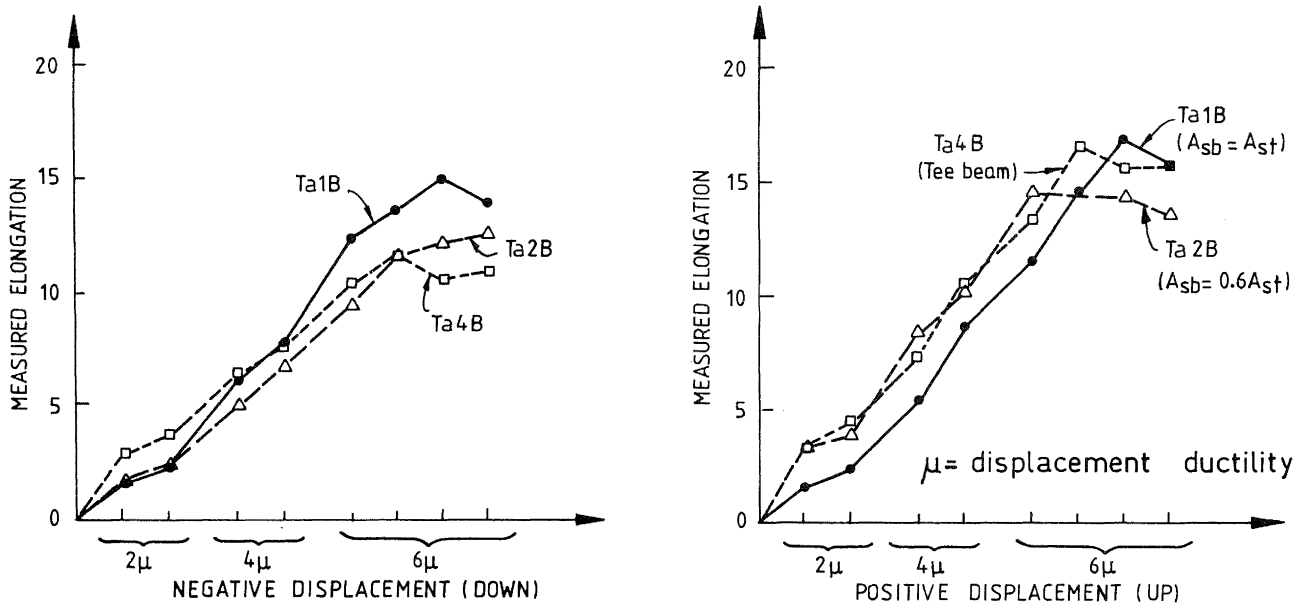 20
15
10
5
0
MEASURED ELONGATION
Ta1B
Ta2B
Ta4B
2μ
4μ
6μ
NEGATIVE DISPLACEMENT (DOWN)
20
15
10
5
0
MEASURED ELONGATION
Ta4B
(Tee beam)
Ta1B
(Asb = Ast)
Ta2B
(Asb= 0.6Ast)
μ= displacement ductility
2μ
4μ
6μ
POSITIVE DISPLACEMENT (UP)